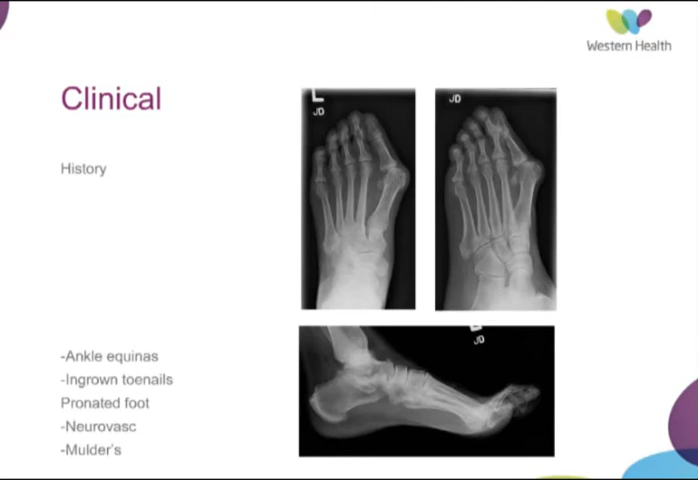 Western Health
Clinical
L
JD
JD
History
JD
-Ankle equinas
-Ingrown toenails
Pronated foot
-Neurovasc
-Mulder's